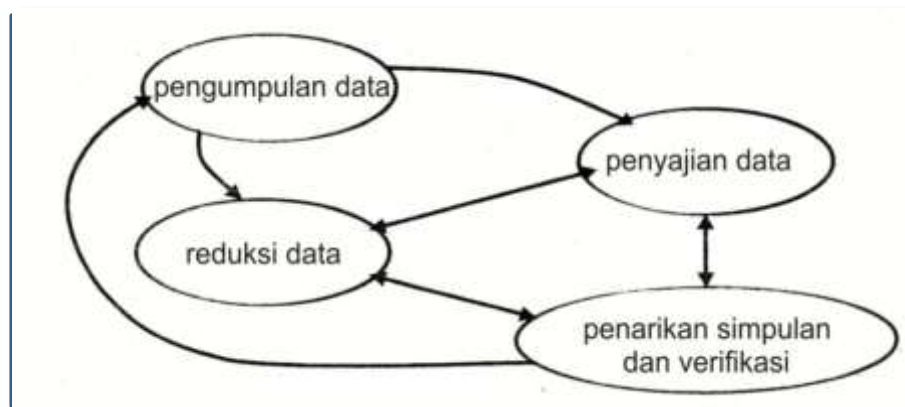 pengumpulan data
penyajian data
reduksi data
penarikan simpulan
dan verifikasi